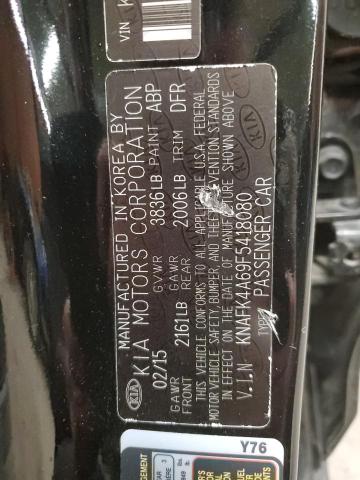 VIN K
MANUFACTURED IN KOREA BY
KIA KIA MOTORS CORPORATION
02/15 GVWR 3836LB PAINT ABP
GAWR FRONT 2161LB GAWR REAR 2006LB TRIM DFR
THIS VEHICLE CONFORMS TO ALL APPLICABLE U.S.A. FEDERAL
MOTOR VEHICLE SAFETY, BUMPER AND THEFT PREVENTION STANDARDS
IN EFFECT ON THE DATE OF MANUFACTURE SHOWN ABOVE
V.I.N KNAFK4A69F5418080
TYPE: PASSENGER CAR
Y76